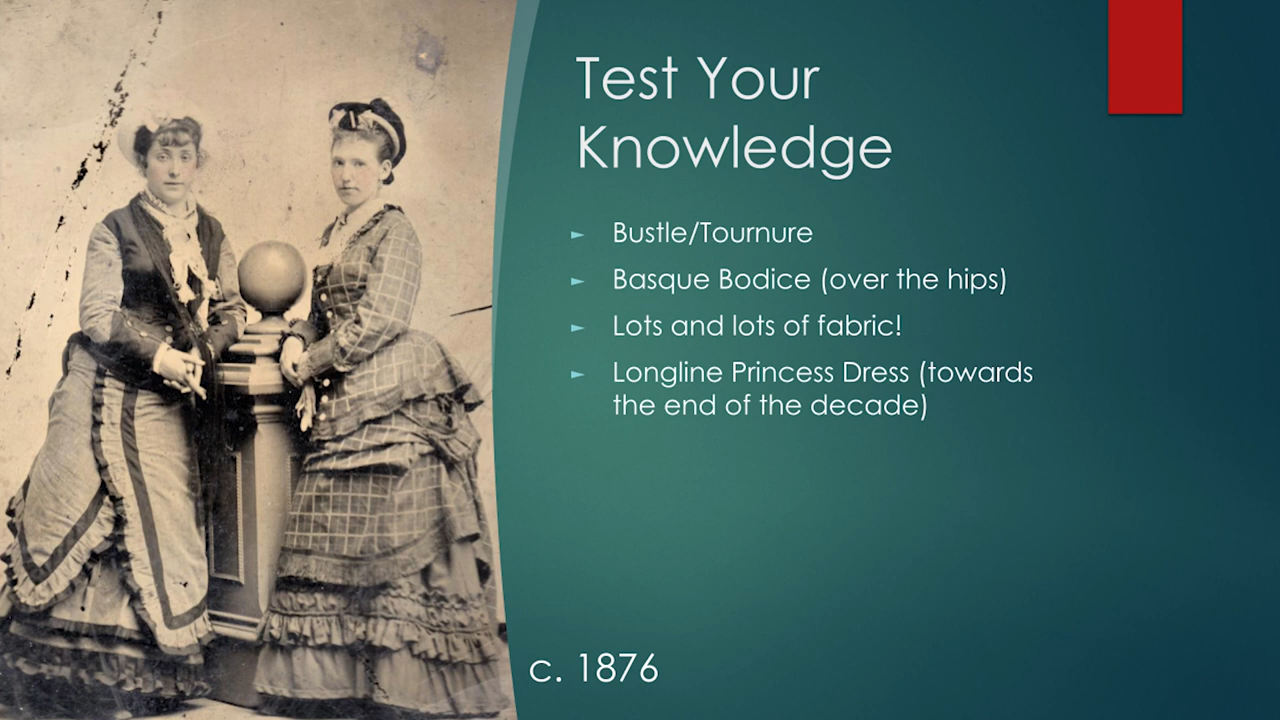 Test Your
Knowledge
► Bustle/Tournure
► Basque Bodice (over the hips)
► Lots and lots of fabric!
► Longline Princess Dress (towards
the end of the decade)
c. 1876